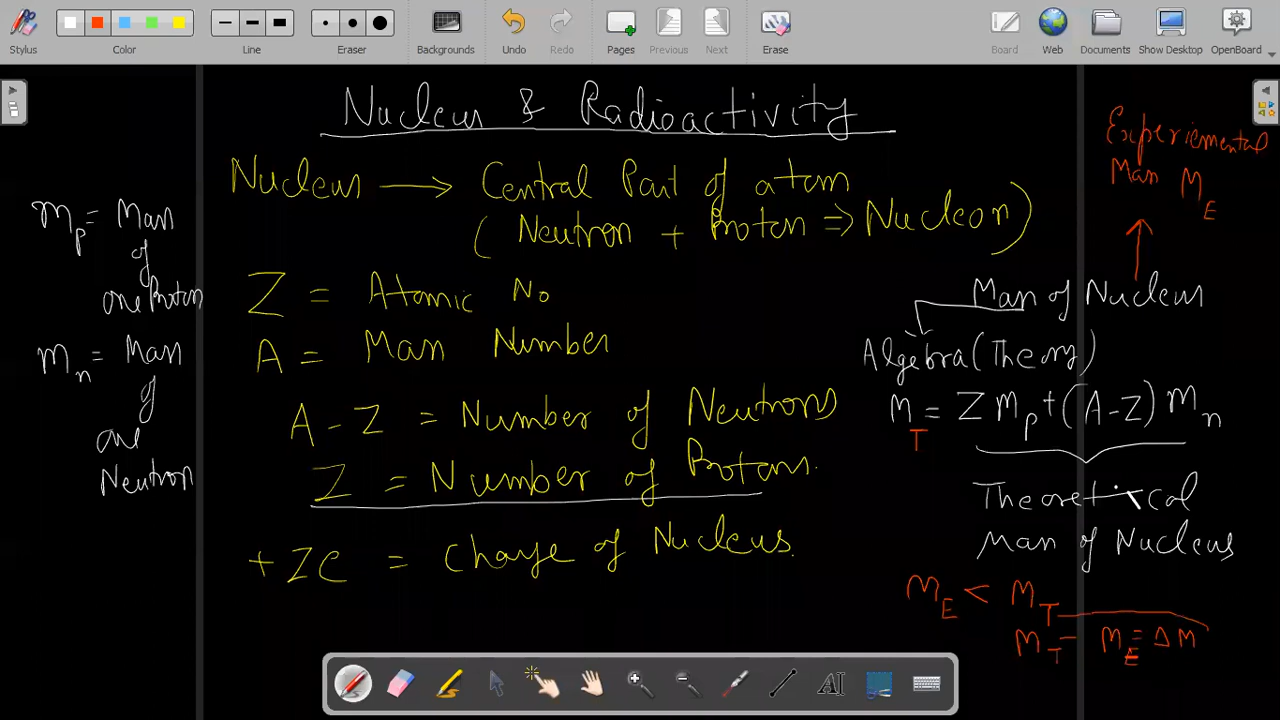 Stylus
Color
Line
Eraser
Backgrounds
Undo
Redo
Pages
Previous
Next
Erase
Board
Web
Documents
Show Desktop
OpenBoard
Nucleus & Radioactivity
Nucleus → Central Part of atom
(Neutron + Proton ⇒ Nucleon)
Z = Atomic No
A = Mass Number
A - Z = Number of Neutrons
Z = Number of Protons.
+ze = Charge of Nucleus.
mp = Mass
of
one Proton
mn = Mass
of
one
Neutron
Experiemental
Mass ME
Mass of Nucleus
Algebra (Theory)
MT = Z mp + (A-Z) mn
Theoretical
Mass of Nucleus
ME < MT
MT - ME = ΔM
AI